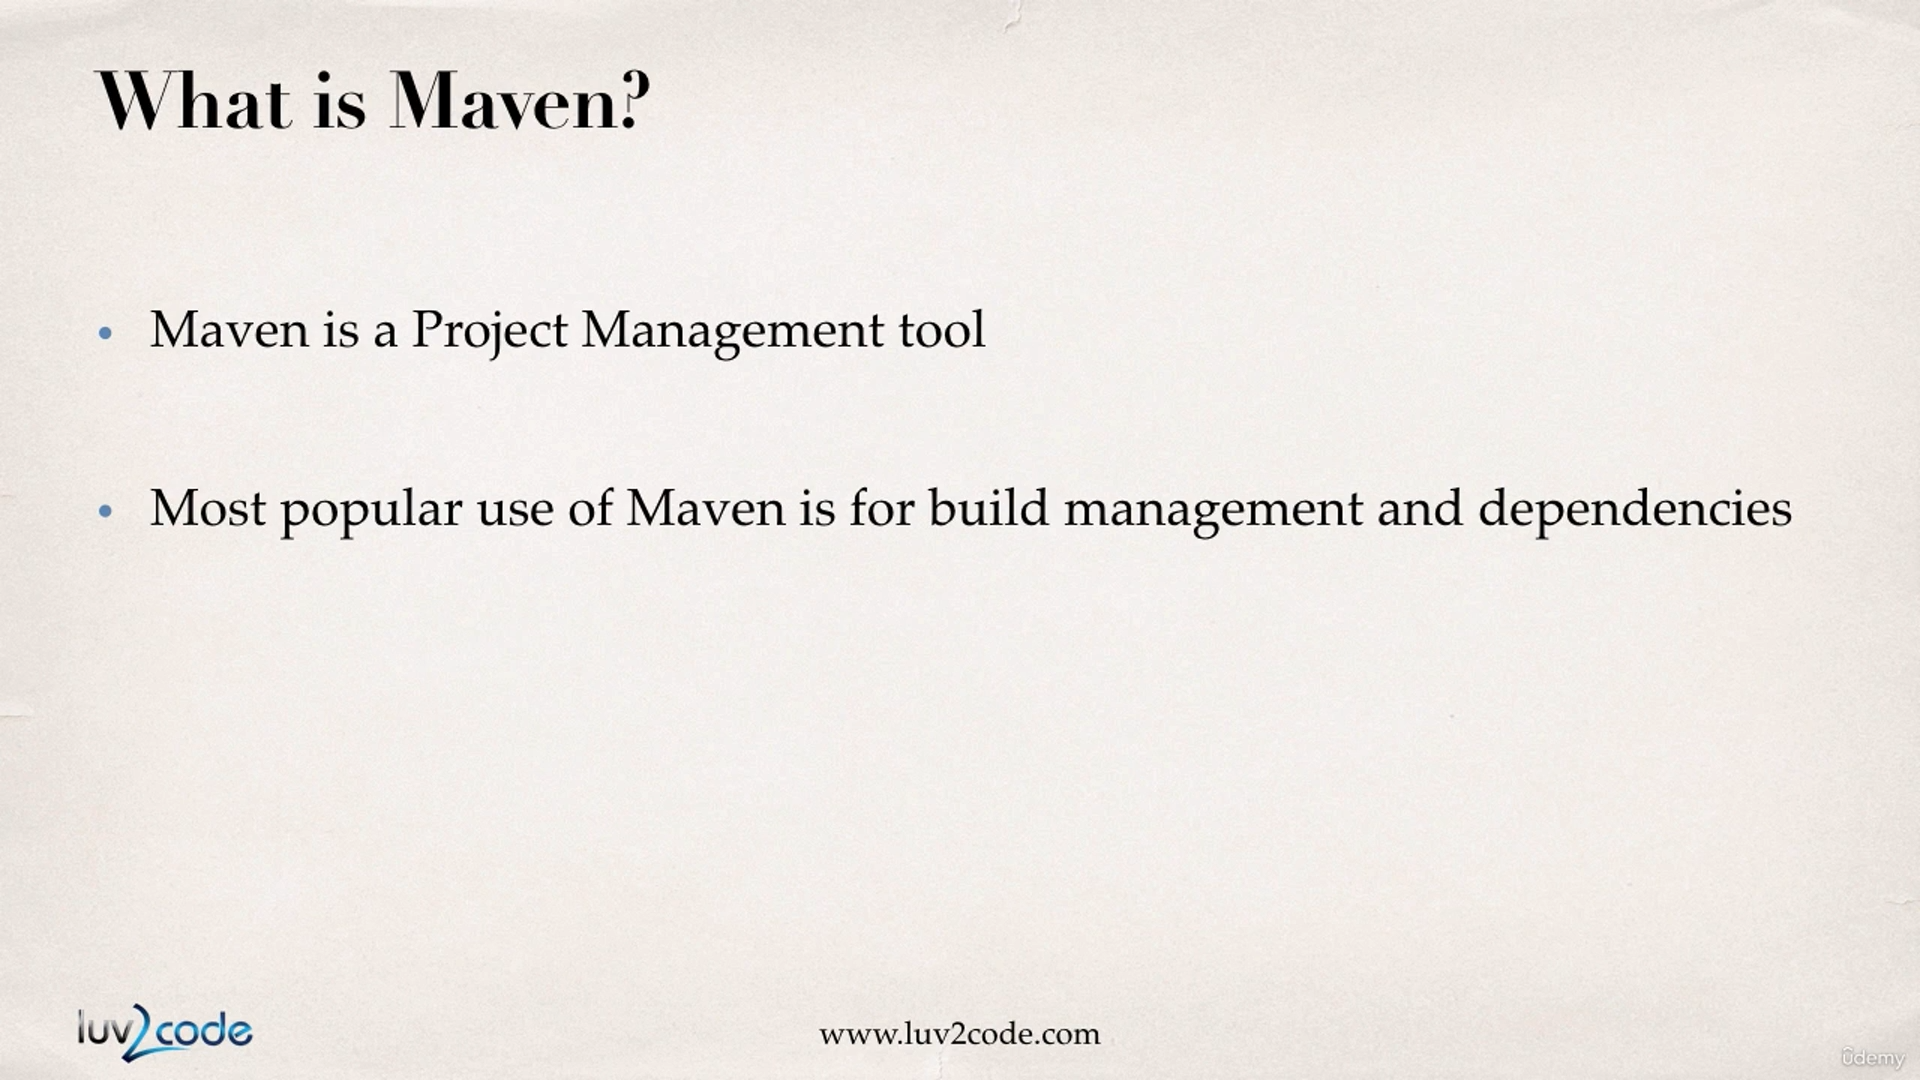 What is Maven?
• Maven is a Project Management tool
• Most popular use of Maven is for build management and dependencies
luv2code
www.luv2code.com
ûdemy